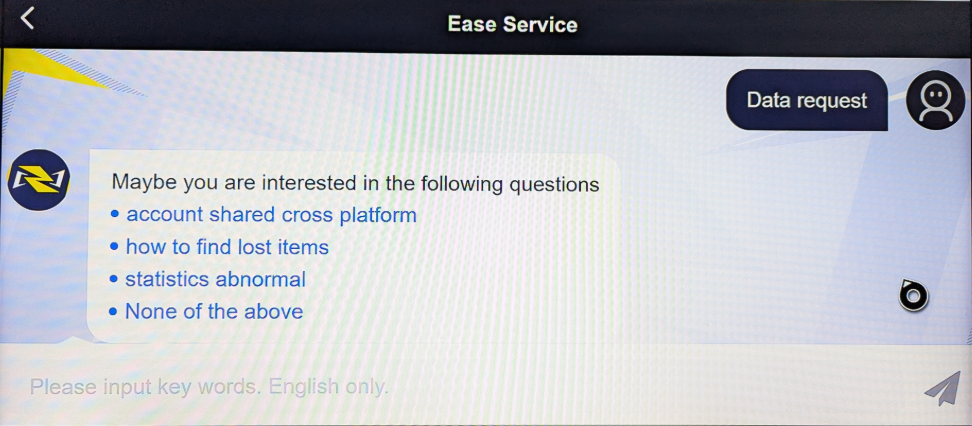 Ease Service
Data request
Maybe you are interested in the following questions
• account shared cross platform
• how to find lost items
• statistics abnormal
• None of the above
Please input key words. English only.